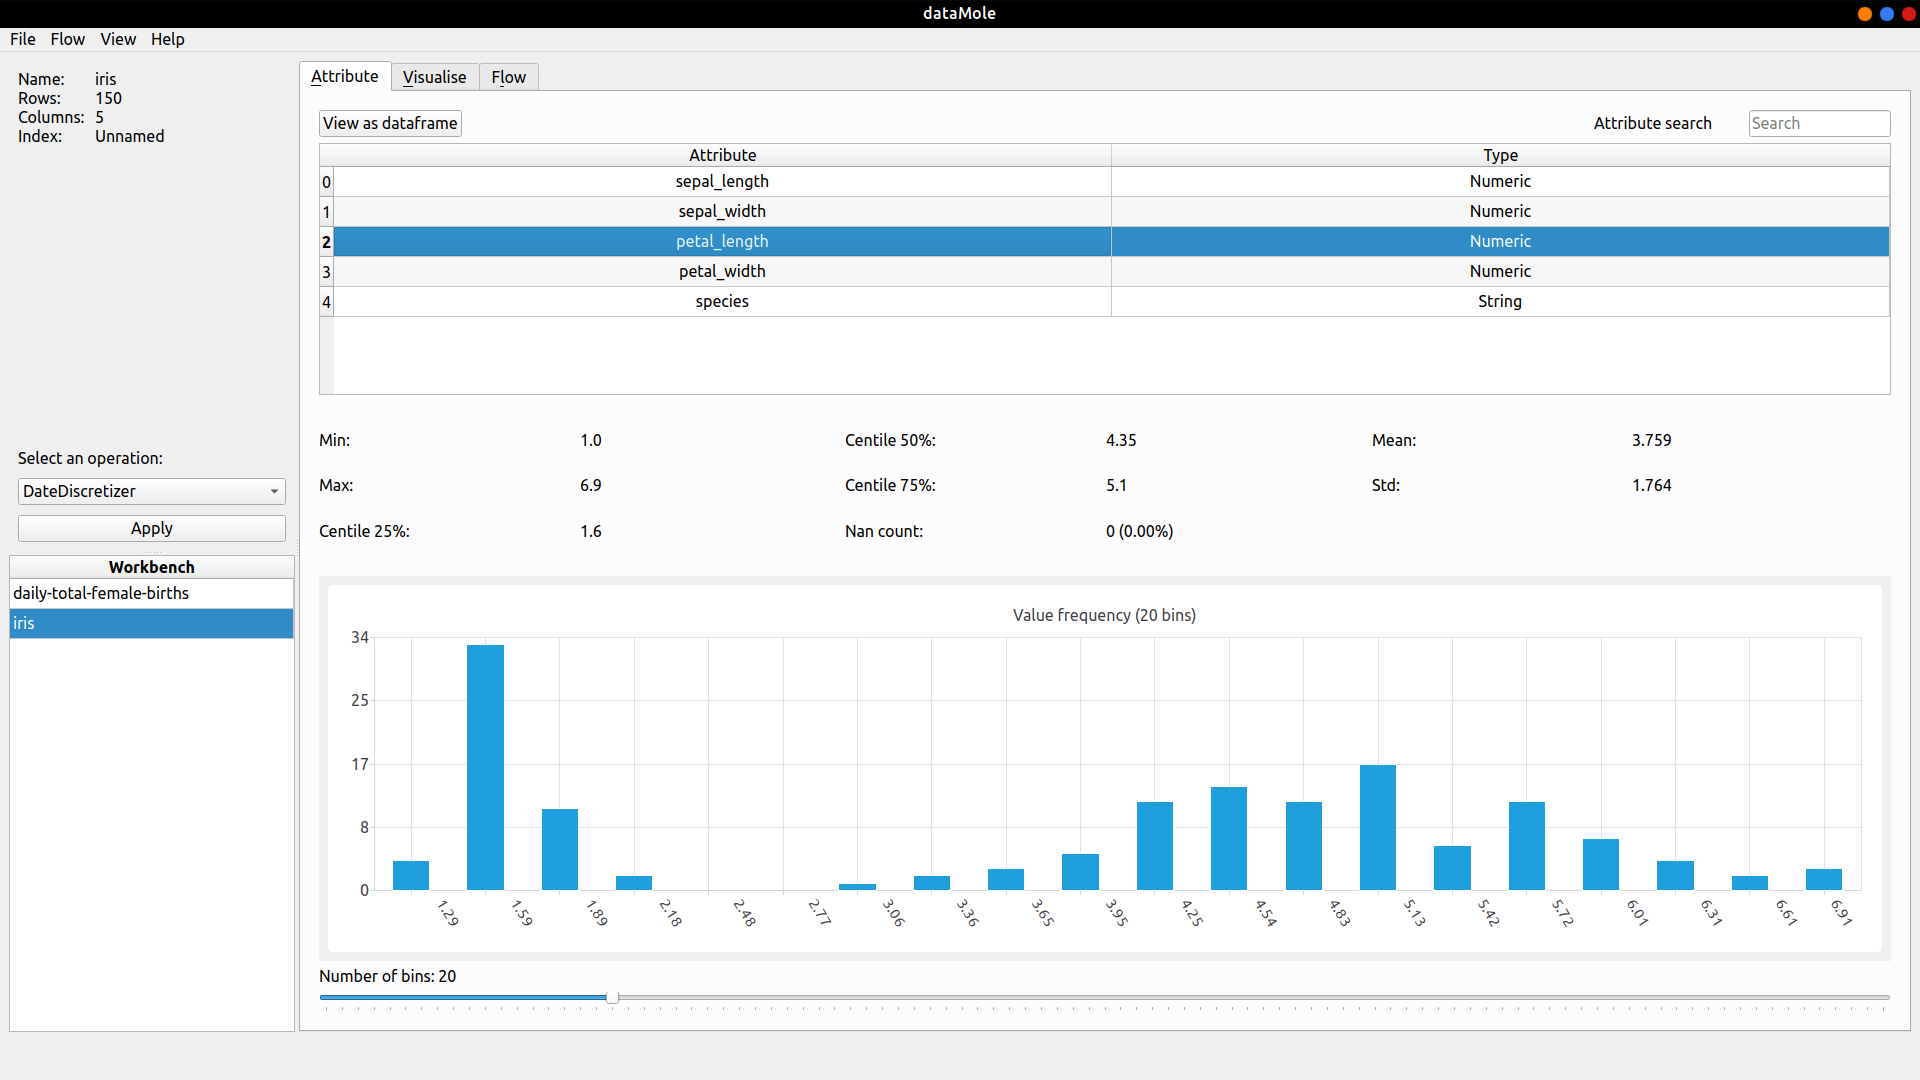 dataMole
File Flow View Help
Name: iris
Rows: 150
Columns: 5
Index: Unnamed
Select an operation:
DateDiscretizer
Apply
Workbench
daily-total-female-births
iris
Attribute Visualise Flow
View as dataframe Attribute search Search
Attribute Type
0 sepal_length Numeric
1 sepal_width Numeric
2 petal_length Numeric
3 petal_width Numeric
4 species String
Min: 1.0 Centile 50%: 4.35 Mean: 3.759
Max: 6.9 Centile 75%: 5.1 Std: 1.764
Centile 25%: 1.6 Nan count: 0 (0.00%)
Value frequency (20 bins)
34
25
17
8
0
1.29 1.59 1.89 2.18 2.48 2.77 3.06 3.36 3.65 3.95 4.25 4.54 4.83 5.13 5.42 5.72 6.01 6.31 6.61 6.91
Number of bins: 20